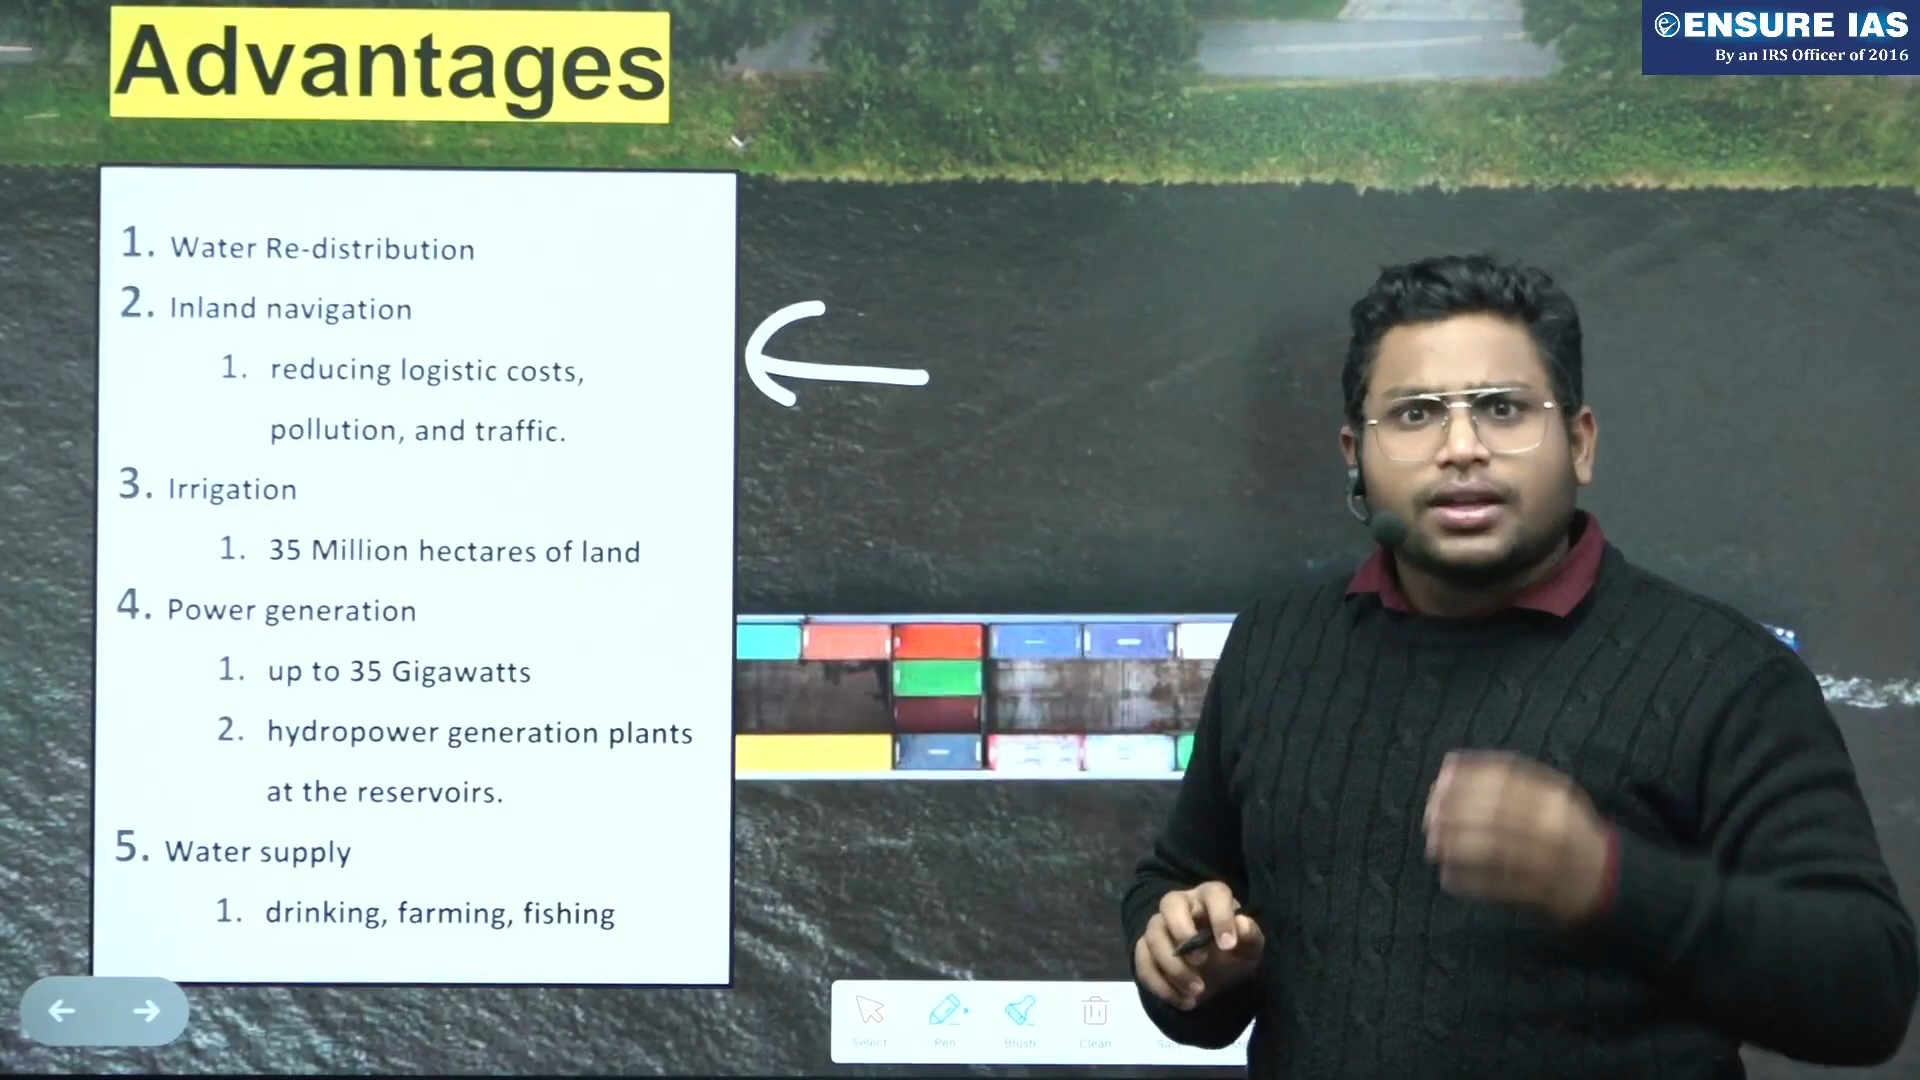 Advantages
ENSURE IAS
By an IRS Officer of 2016
1. Water Re-distribution
2. Inland navigation
1. reducing logistic costs,
pollution, and traffic.
3. Irrigation
1. 35 Million hectares of land
4. Power generation
1. up to 35 Gigawatts
2. hydropower generation plants
at the reservoirs.
5. Water supply
1. drinking, farming, fishing
Select Pen Brush Clean